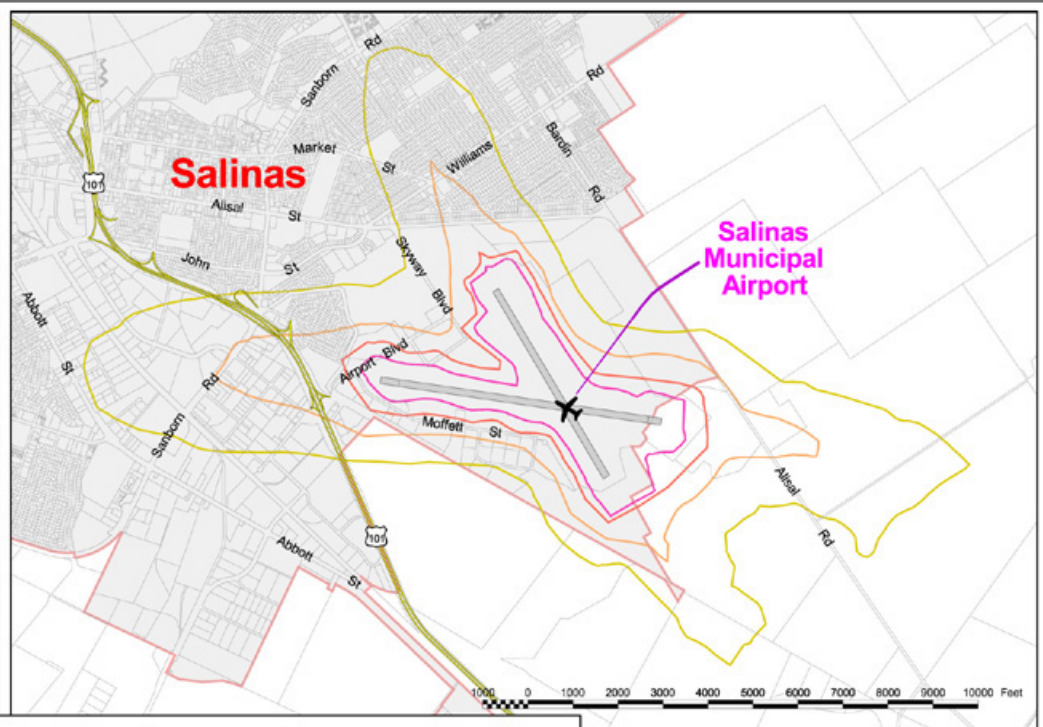 Rd
Sanborn
Rd
Market
St
Williams
Bardin
Rd
101
Salinas
Alisal
St
Salinas
Municipal
Airport
John
St
Skyway
Blvd
Abbott
St
Airport Blvd
Rd
Sanborn
Moffett St
Alisal
Rd
101
Abbott
St
1000 0 1000 2000 3000 4000 5000 6000 7000 8000 9000 10000 Feet